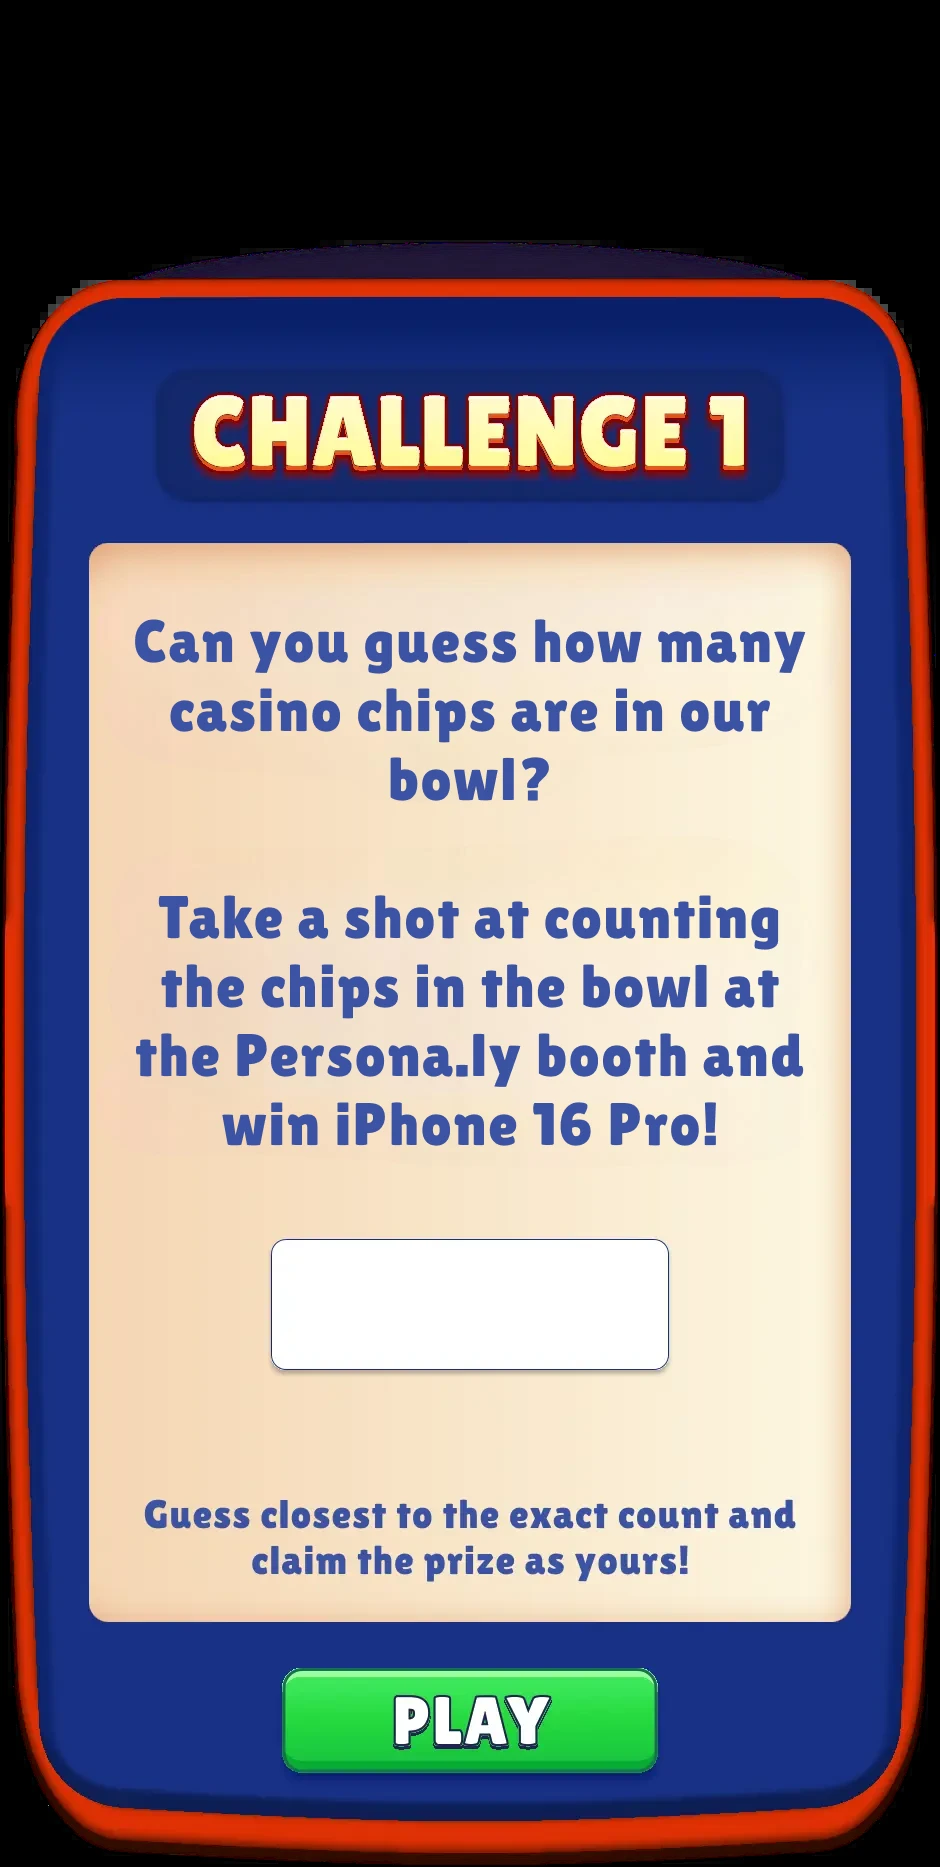 CHALLENGE 1
Can you guess how many
casino chips are in our
bowl?
Take a shot at counting
the chips in the bowl at
the Persona.ly booth and
win iPhone 16 Pro!
Guess closest to the exact count and
claim the prize as yours!
PLAY